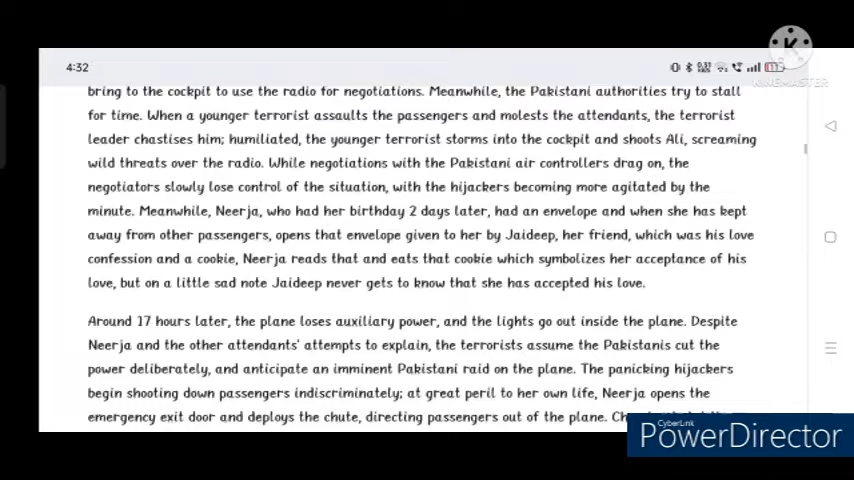 4:32
KINEMASTER
bring to the cockpit to use the radio for negotiations. Meanwhile, the Pakistani authorities try to stall
for time. When a younger terrorist assaults the passengers and molests the attendants, the terrorist
leader chastises him; humiliated, the younger terrorist storms into the cockpit and shoots Ali, screaming
wild threats over the radio. While negotiations with the Pakistani air controllers drag on, the
negotiators slowly lose control of the situation, with the hijackers becoming more agitated by the
minute. Meanwhile, Neerja, who had her birthday 2 days later, had an envelope and when she has kept
away from other passengers, opens that envelope given to her by Jaideep, her friend, which was his love
confession and a cookie, Neerja reads that and eats that cookie which symbolizes her acceptance of his
love, but on a little sad note Jaideep never gets to know that she has accepted his love.
Around 17 hours later, the plane loses auxiliary power, and the lights go out inside the plane. Despite
Neerja and the other attendants' attempts to explain, the terrorists assume the Pakistanis cut the
power deliberately, and anticipate an imminent Pakistani raid on the plane. The panicking hijackers
begin shooting down passengers indiscriminately; at great peril to her own life, Neerja opens the
emergency exit door and deploys the chute, directing passengers out of the plane.
CyberLink
PowerDirector